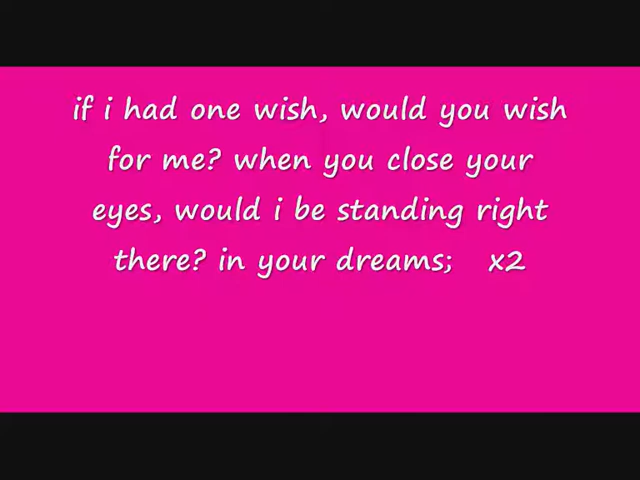 if i had one wish, would you wish
for me? when you close your
eyes, would i be standing right
there? in your dreams; x2